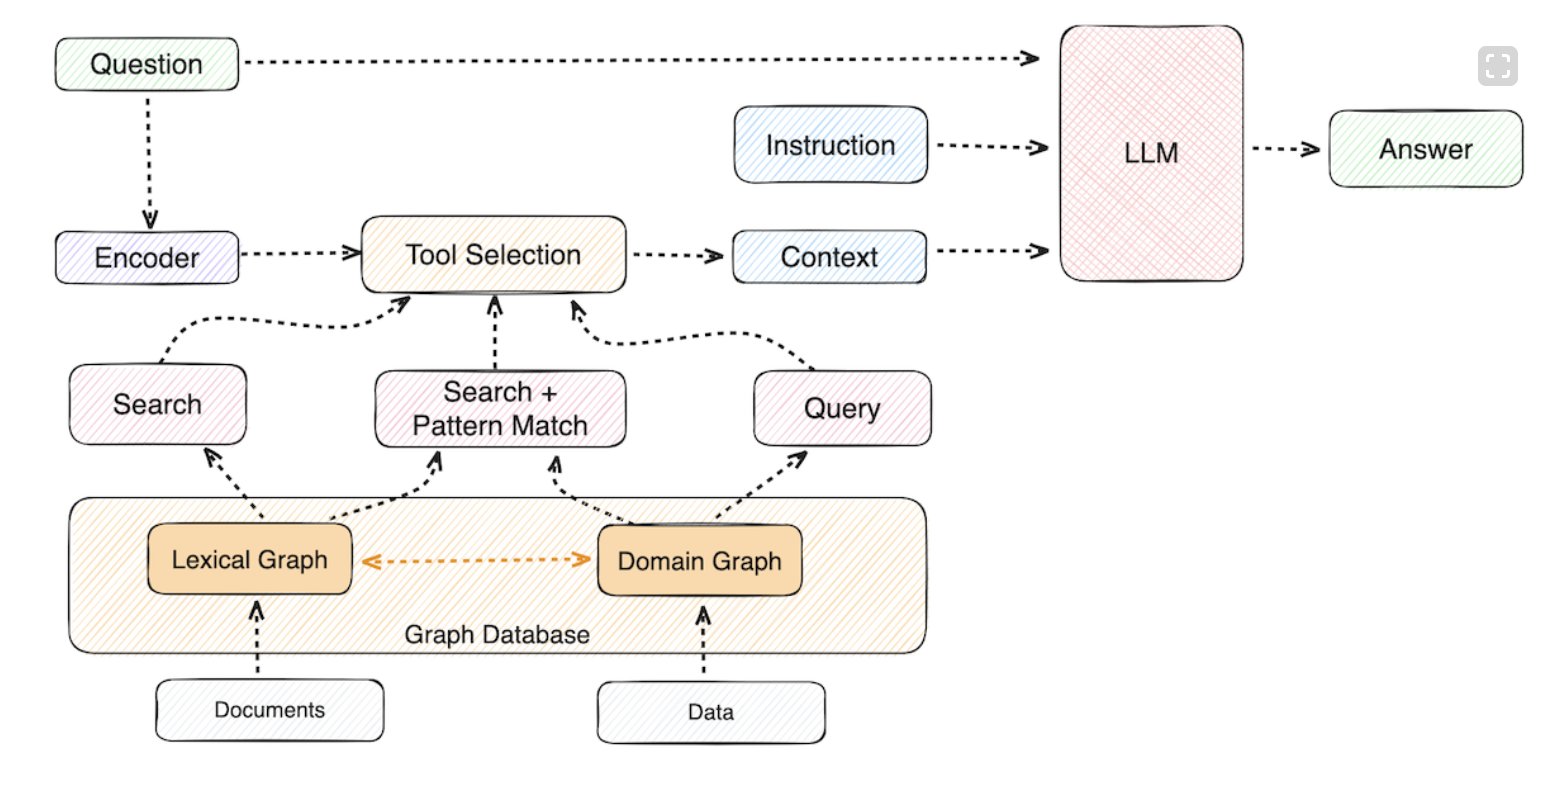 Question
Instruction
LLM
Answer
Encoder
Tool Selection
Context
Search
Search +
Pattern Match
Query
Lexical Graph
Domain Graph
Graph Database
Documents
Data